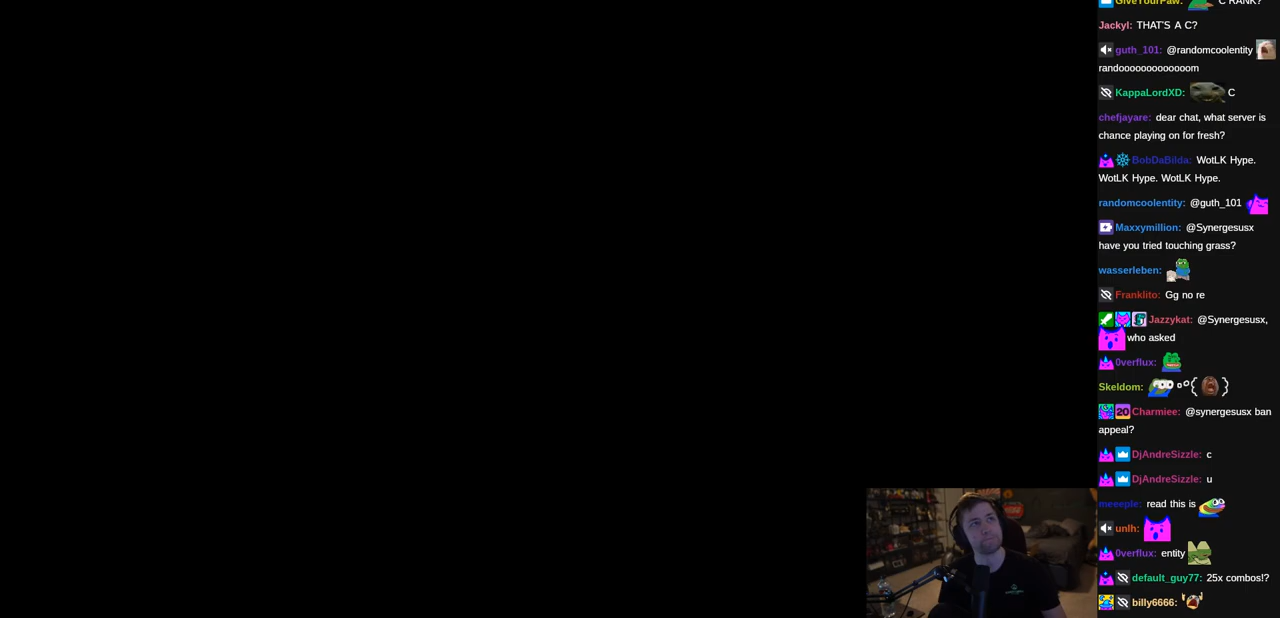 GiveYourPaw: C RANK?
Jackyl: THAT'S A C?
guth_101: @randomcoolentity
randooooooooooooom
KappaLordXD: C
chefjayare: dear chat, what server is
chance playing on for fresh?
BobDaBilda: WotLK Hype.
WotLK Hype. WotLK Hype.
randomcoolentity: @guth_101
Maxxymillion: @Synergesusx
have you tried touching grass?
wasserleben:
Franklito: Gg no re
Jazzykat: @Synergesusx,
who asked
0verflux:
Skeldom:
20 Charmiee: @synergesusx ban
appeal?
DjAndreSizzle: c
DjAndreSizzle: u
meeepie: read this is
unlh:
0verflux: entity
default_guy77: 25x combos!?
billy6666: